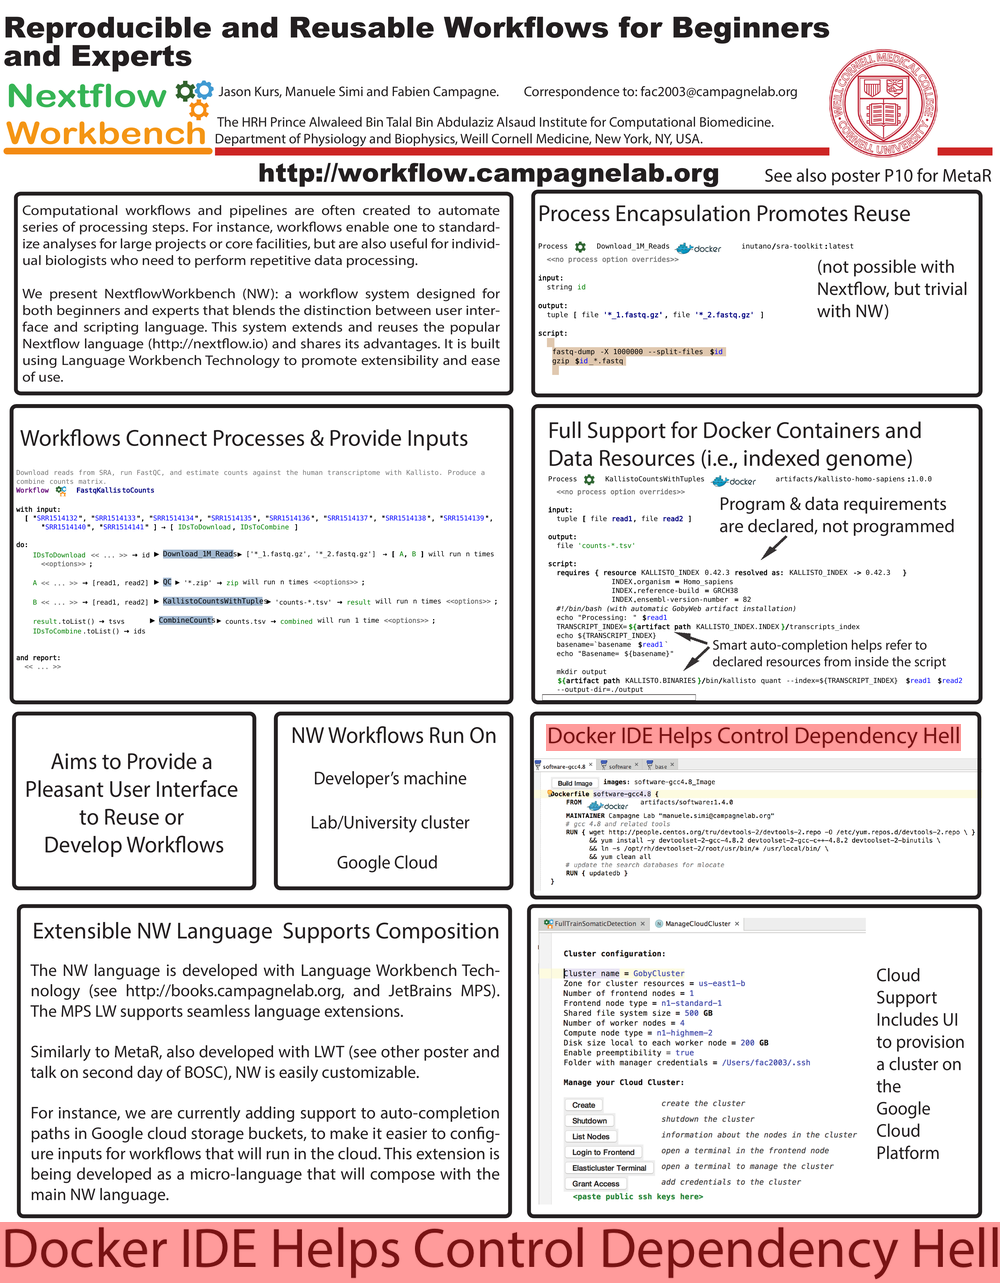 Reproducible and Reusable Workflows for Beginners
and Experts
Nextflow
Workbench
Jason Kurs, Manuele Simi and Fabien Campagne. Correspondence to: fac2003@campagnelab.org
The HRH Prince Alwaleed Bin Talal Bin Abdulaziz Alsaud Institute for Computational Biomedicine.
Department of Physiology and Biophysics, Weill Cornell Medicine, New York, NY, USA.
http://workflow.campagnelab.org
See also poster P10 for MetaR
Computational workflows and pipelines are often created to automate
series of processing steps. For instance, workflows enable one to standard-
ize analyses for large projects or core facilities, but are also useful for individ-
ual biologists who need to perform repetitive data processing.
We present NextflowWorkbench (NW): a workflow system designed for
both beginners and experts that blends the distinction between user inter-
face and scripting language. This system extends and reuses the popular
Nextflow language (http://nextflow.io) and shares its advantages. It is built
using Language Workbench Technology to promote extensibility and ease
of use.
Process Encapsulation Promotes Reuse
Process Download_1M_Reads docker inutano/sra-toolkit:latest
<<no process option overrides>>
input:
string id
output:
tuple [ file '*_1.fastq.gz', file '*_2.fastq.gz' ]
script:
fastq-dump -X 1000000 --split-files $id
gzip $id_*.fastq
(not possible with
Nextflow, but trivial
with NW)
Workflows Connect Processes & Provide Inputs
Download reads from SRA, run FastQC, and estimate counts against the human transcriptome with Kallisto. Produce a
combine counts matrix.
Workflow FastqKallistoCounts
with input:
[ "SRR1514132", "SRR1514133", "SRR1514134", "SRR1514135", "SRR1514136", "SRR1514137", "SRR1514138", "SRR1514139",
"SRR1514140", "SRR1514141" ] → [ IDsToDownload, IDsToCombine ]
do:
IDsToDownload << ... >> → id ▶ Download_1M_Reads▶ ['*_1.fastq.gz', '*_2.fastq.gz'] → [ A, B ] will run n times
<<options>> ;
A << ... >> → [read1, read2] ▶ QC ▶ '*.zip' → zip will run n times <<options>> ;
B << ... >> → [read1, read2] ▶ KallistoCountsWithTuple▶ 'counts-*.tsv' → result will run n times <<options>> ;
result.toList() → tsvs ▶ CombineCounts▶ counts.tsv → combined will run 1 time <<options>> ;
IDsToCombine.toList() → ids
and report:
<< ... >>
Full Support for Docker Containers and
Data Resources (i.e., indexed genome)
Process KallistoCountsWithTuples docker artifacts/kallisto-homo-sapiens:1.0.0
<<no process option overrides>>
input:
tuple [ file read1, file read2 ]
output:
file 'counts-*.tsv'
Program & data requirements
are declared, not programmed
script:
requires { resource KALLISTO_INDEX 0.42.3 resolved as: KALLISTO_INDEX -> 0.42.3 }
INDEX.organism = Homo_sapiens
INDEX.reference-build = GRCH38
INDEX.ensembl-version-number = 82
#!/bin/bash (with automatic GobyWeb artifact installation)
echo "Processing: " $read1
TRANSCRIPT_INDEX=${artifact path KALLISTO_INDEX.INDEX}/transcripts_index
echo ${TRANSCRIPT_INDEX}
basename=`basename $read1`
echo "Basename= ${basename}"
mkdir output
${artifact path KALLISTO.BINARIES}/bin/kallisto quant --index=${TRANSCRIPT_INDEX} $read1 $read2
--output-dir=./output
Smart auto-completion helps refer to
declared resources from inside the script
Aims to Provide a
Pleasant User Interface
to Reuse or
Develop Workflows
NW Workflows Run On
Developer's machine
Lab/University cluster
Google Cloud
Docker IDE Helps Control Dependency Hell
software-gcc4.8 × software × base ×
Build Image images: software-gcc4.8_Image
Dockerfile software-gcc4.8 {
FROM docker artifacts/software:1.4.0
MAINTAINER Campagne Lab "manuele.simi@campagnelab.org"
# gcc 4.8 and related tools
RUN { wget http://people.centos.org/tru/devtools-2/devtools-2.repo -O /etc/yum.repos.d/devtools-2.repo \ }
&& yum install -y devtoolset-2-gcc-4.8.2 devtoolset-2-gcc-c++-4.8.2 devtoolset-2-binutils \
&& ln -s /opt/rh/devtoolset-2/root/usr/bin/* /usr/local/bin/ \
&& yum clean all
# update the search databases for mlocate
RUN { updatedb }
}
Extensible NW Language Supports Composition
The NW language is developed with Language Workbench Tech-
nology (see http://books.campagnelab.org, and JetBrains MPS).
The MPS LW supports seamless language extensions.
Similarly to MetaR, also developed with LWT (see other poster and
talk on second day of BOSC), NW is easily customizable.
For instance, we are currently adding support to auto-completion
paths in Google cloud storage buckets, to make it easier to config-
ure inputs for workflows that will run in the cloud. This extension is
being developed as a micro-language that will compose with the
main NW language.
FullTrainSomaticDetection × ManageCloudCluster ×
Cluster configuration:
Cluster name = GobyCluster
Zone for cluster resources = us-east1-b
Number of frontend nodes = 1
Frontend node type = n1-standard-1
Shared file system size = 500 GB
Number of worker nodes = 4
Compute node type = n1-highmem-2
Disk size local to each worker node = 200 GB
Enable preemptibility = true
Folder with manager credentials = /Users/fac2003/.ssh
Manage your Cloud Cluster:
Create create the cluster
Shutdown shutdown the cluster
List Nodes information about the nodes in the cluster
Login to Frontend open a terminal in the frontend node
Elasticluster Terminal open a terminal to manage the cluster
Grant Access add credentials to the cluster
<paste public ssh keys here>
Cloud
Support
Includes UI
to provision
a cluster on
the
Google
Cloud
Platform
Docker IDE Helps Control Dependency Hell